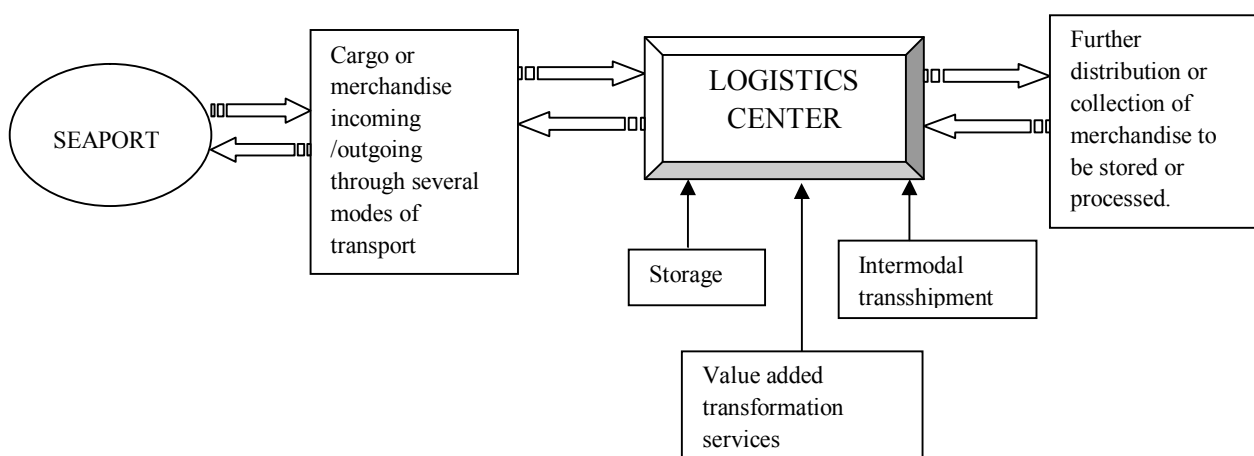 SEAPORT
Cargo or
merchandise
incoming
/outgoing
through several
modes of
transport
LOGISTICS
CENTER
Further
distribution or
collection of
merchandise to
be stored or
processed.
Storage
Value added
transformation
services
Intermodal
transshipment